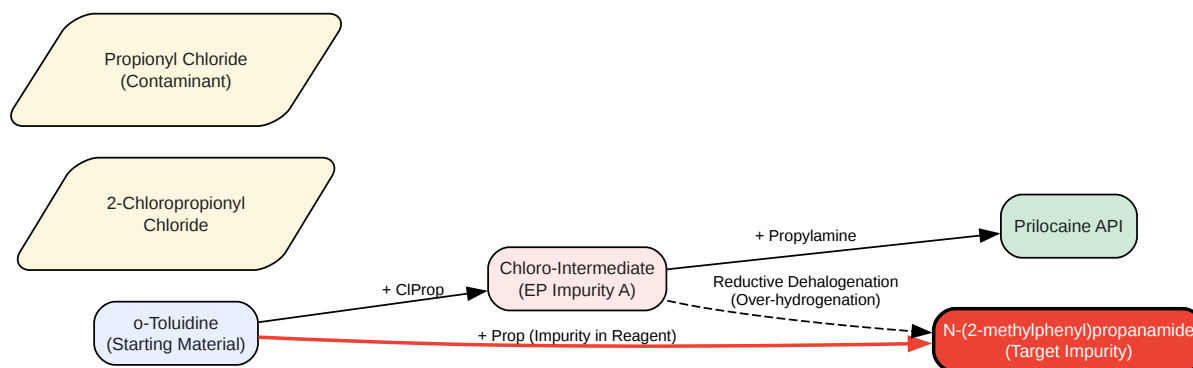 Propionyl Chloride
(Contaminant)
2-Chloropropionyl
Chloride
Prilocaine API
+ Propylamine
Chloro-Intermediate
(EP Impurity A)
Reductive Dehalogenation
(Over-hydrogenation)
+ ClProp
o-Toluidine
(Starting Material)
+ Prop (Impurity in Reagent)
N-(2-methylphenyl)propanamide
(Target Impurity)